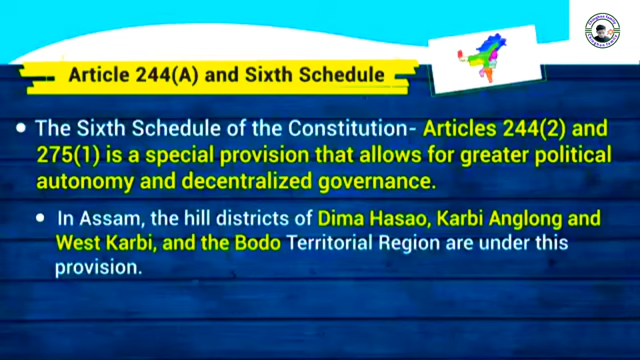 Article 244(A) and Sixth Schedule
• The Sixth Schedule of the Constitution- Articles 244(2) and
275(1) is a special provision that allows for greater political
autonomy and decentralized governance.
• In Assam, the hill districts of Dima Hasao, Karbi Anglong and
West Karbi, and the Bodo Territorial Region are under this
provision.